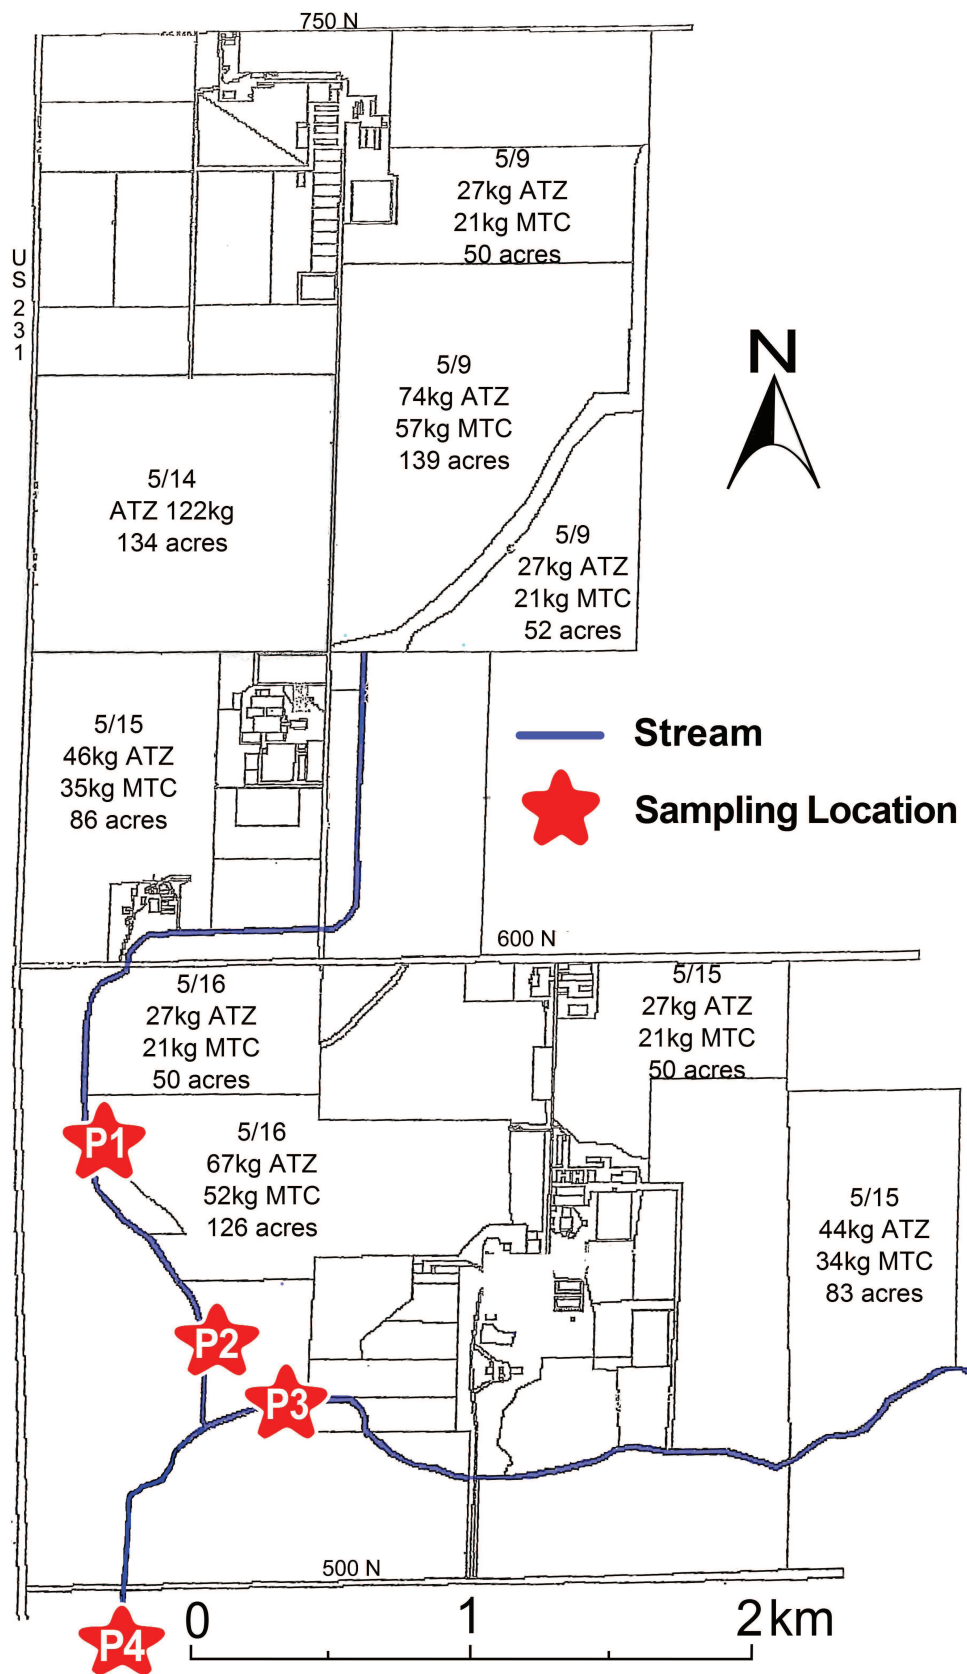 750 N
5/9
27kg ATZ
21kg MTC
50 acres
US 231
5/9
74kg ATZ
57kg MTC
139 acres
N
5/14
ATZ 122kg
134 acres
5/9
27kg ATZ
21kg MTC
52 acres
5/15
46kg ATZ
35kg MTC
86 acres
Stream
Sampling Location
600 N
5/16
27kg ATZ
21kg MTC
50 acres
5/15
27kg ATZ
21kg MTC
50 acres
P1
5/16
67kg ATZ
52kg MTC
126 acres
5/15
44kg ATZ
34kg MTC
83 acres
P2
P3
500 N
P4
0 1 2 km